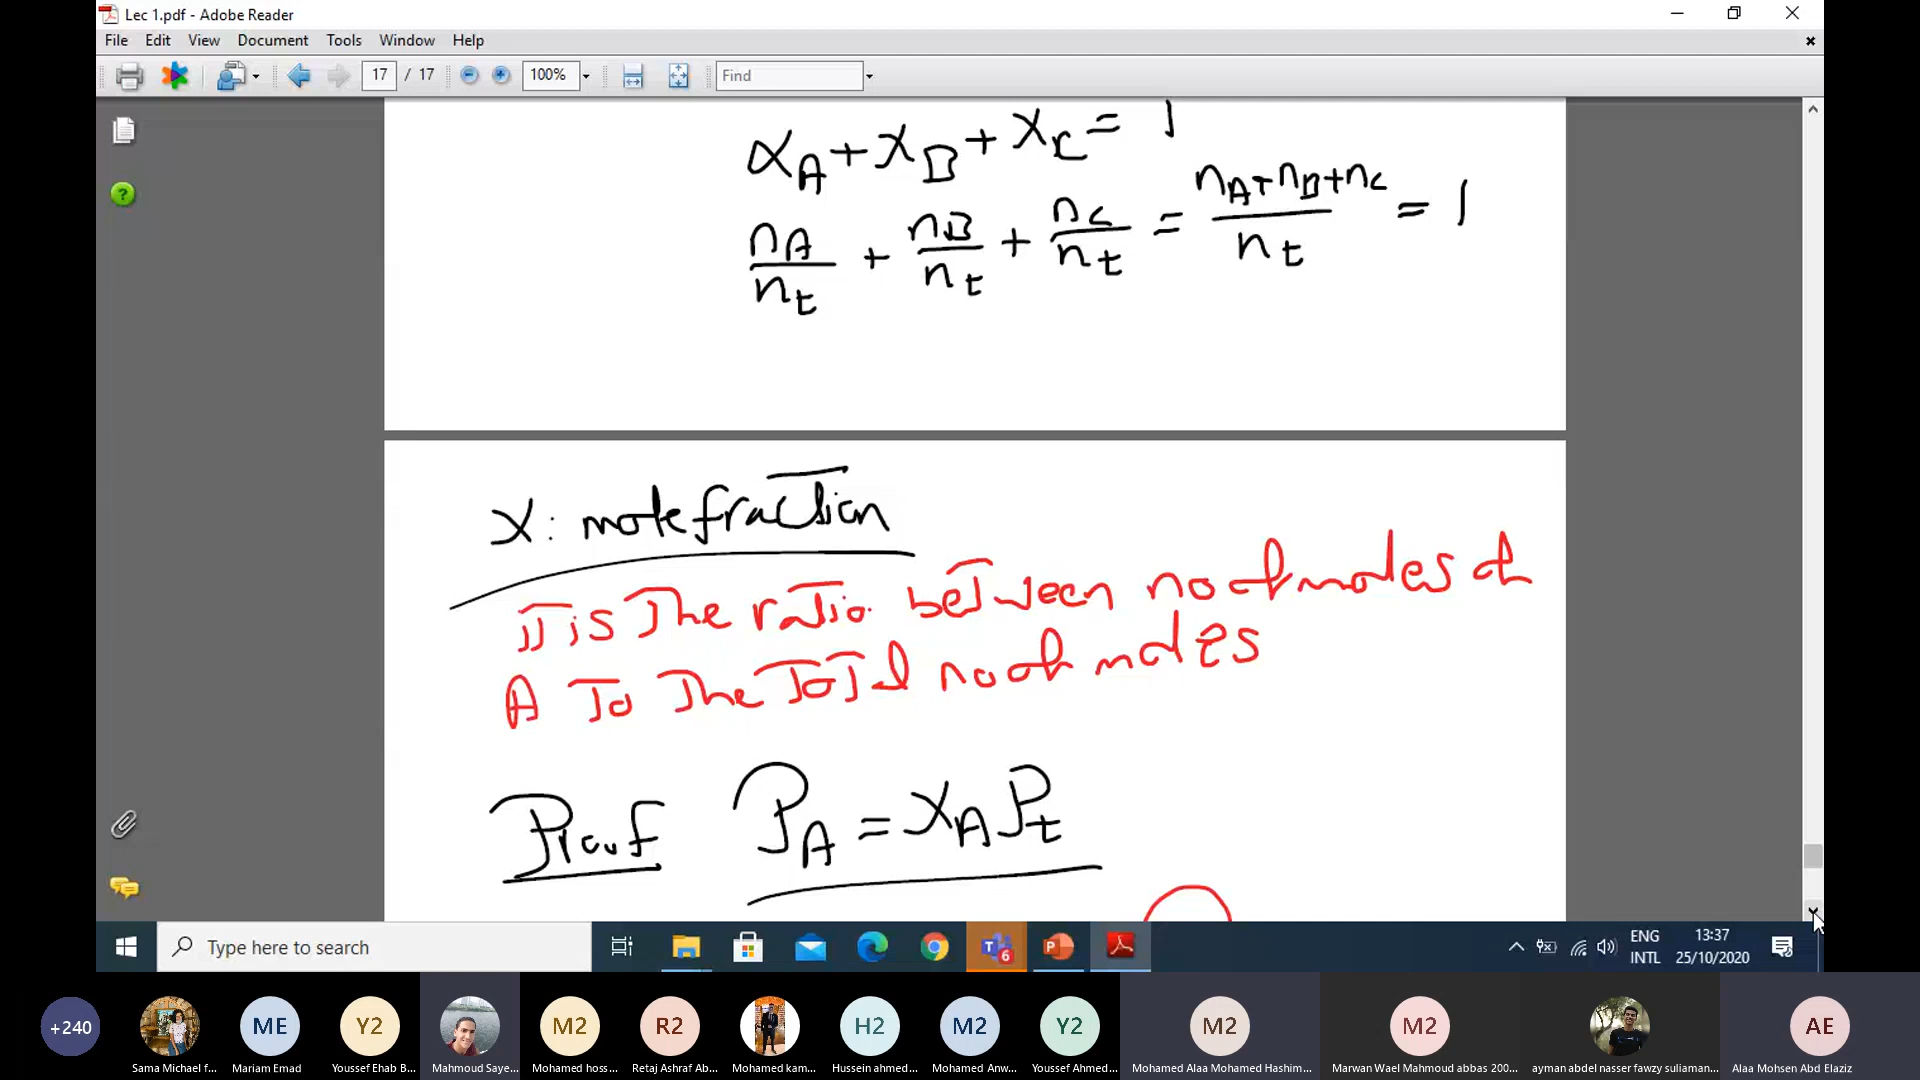 Lec 1.pdf - Adobe Reader
File Edit View Document Tools Window Help
17 / 17 100% Find
xA + xB + xC = 1
nA/nt + nB/nt + nC/nt = nA+nB+nC/nt = 1
X: mole fraction
It is The ratio between no of moles of
A To The Total no of moles
Proof PA = xA Pt
Type here to search
6
ENG 13:37
INTL 25/10/2020
+240 ME Y2 M2 R2 H2 M2 Y2 M2 M2 AE
Sama Michael f... Mariam Emad Youssef Ehab B... Mahmoud Saye... Mohamed hoss... Retaj Ashraf Ab... Mohamed kam... Hussein ahmed... Mohamed Anw... Youssef Ahmed... Mohamed Alaa Mohamed Hashim... Marwan Wael Mahmoud abbas 200... ayman abdel nasser fawzy suliaman... Alaa Mohsen Abd Elaziz